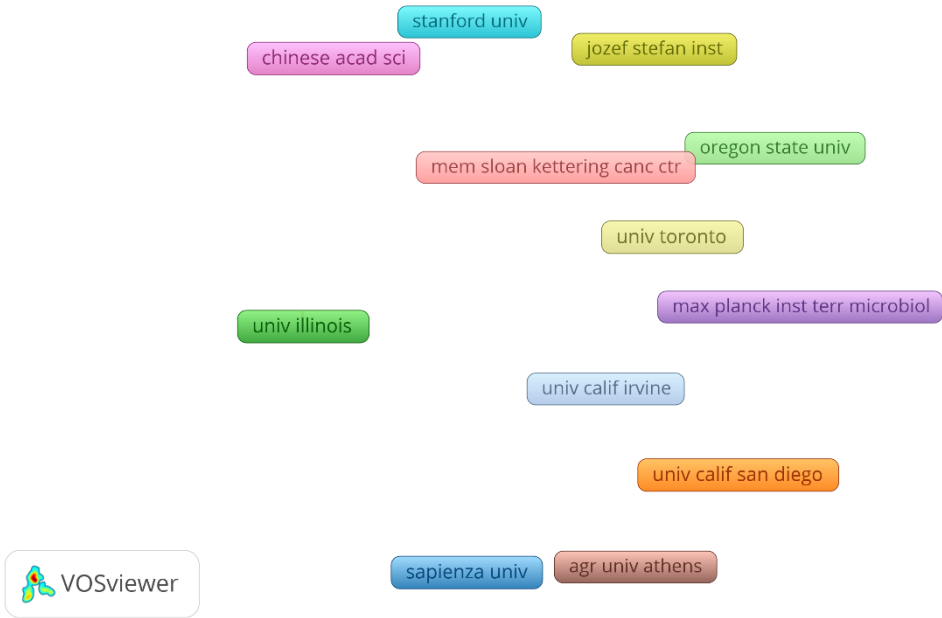 stanford univ
jozef stefan inst
chinese acad sci
oregon state univ
mem sloan kettering canc ctr
univ toronto
max planck inst terr microbiol
univ illinois
univ calif irvine
univ calif san diego
agr univ athens
sapienza univ
VOSviewer